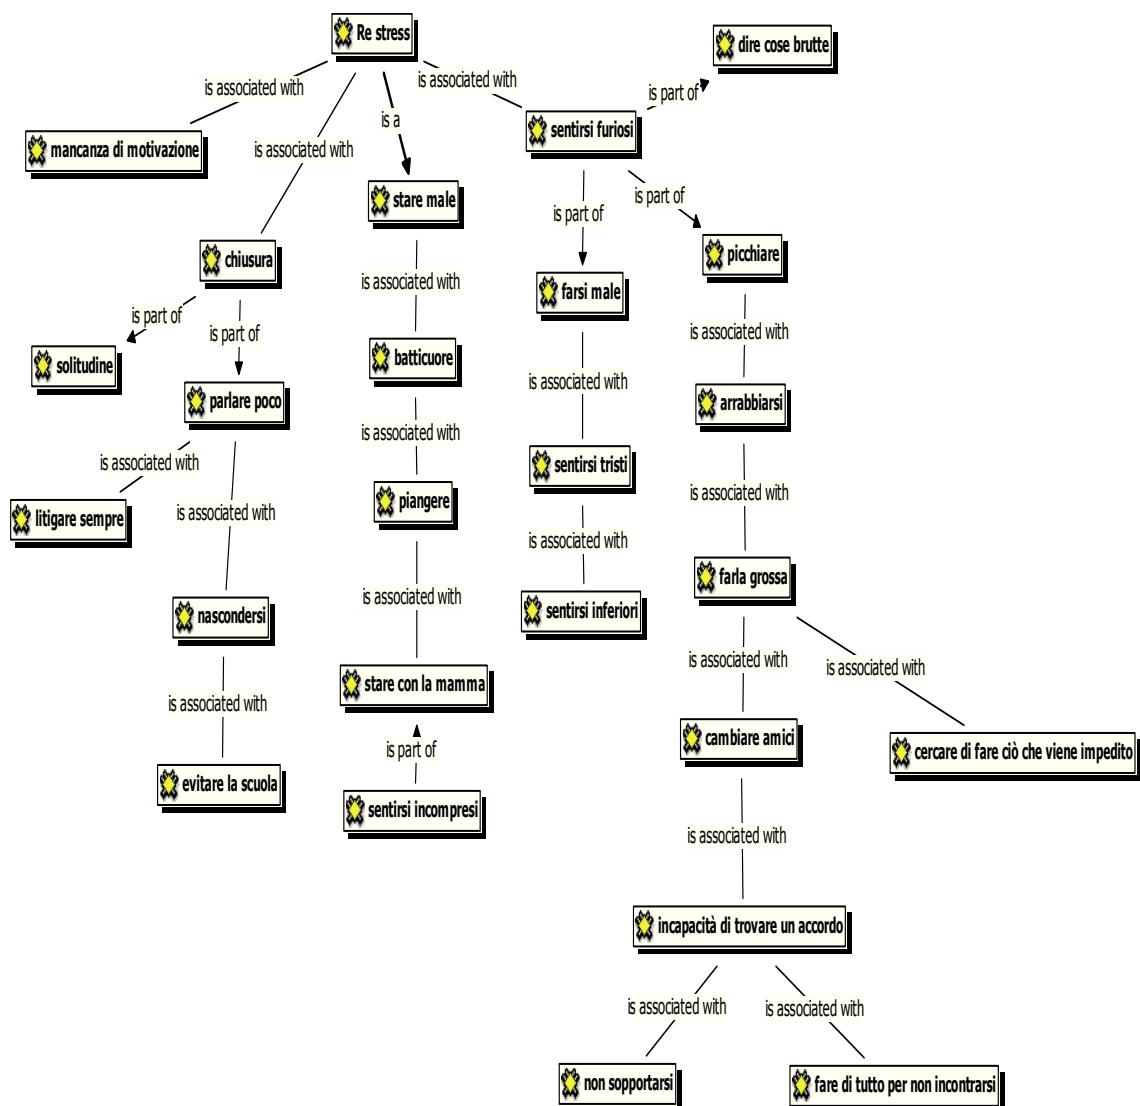 Re stress
dire cose brutte
is associated with
is associated with
is part of
is a
sentirsi furiosi
mancanza di motivazione
is associated with
stare male
is part of
is part of
chiusura
picchiare
is associated with
farsi male
is part of
is part of
is associated with
solitudine
batticuore
parlare poco
is associated with
arrabbiarsi
is associated with
is associated with
sentirsi tristi
litigare sempre
is associated with
piangere
is associated with
is associated with
farla grossa
nascondersi
is associated with
sentirsi inferiori
is associated with
is associated with
is associated with
stare con la mamma
cambiare amici
cercare di fare ciò che viene impedito
is part of
evitare la scuola
sentirsi incompresi
is associated with
incapacità di trovare un accordo
is associated with
is associated with
non sopportarsi
fare di tutto per non incontrarsi